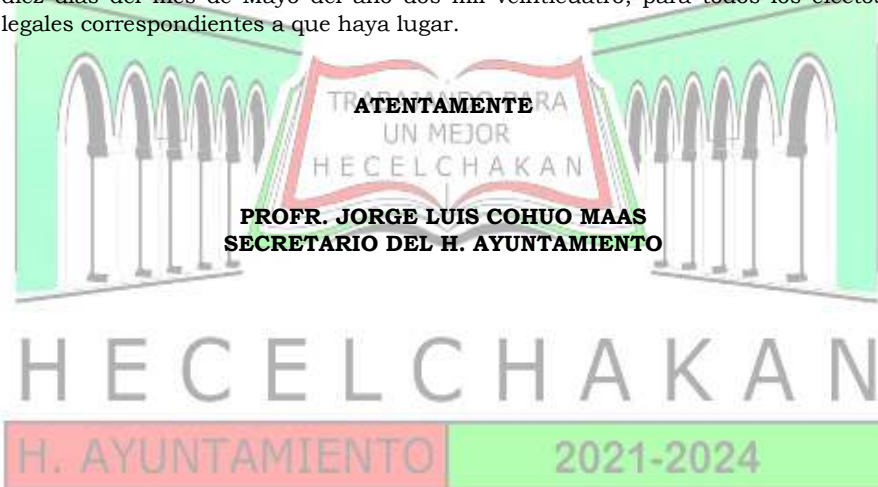 diez días del mes de Mayo del año dos mil veinticuatro, para todos los efectos
legales correspondientes a que haya lugar.
TRABAJANDO PARA
ATENTAMENTE
UN MEJOR
HECELCHAKAN
PROFR. JORGE LUIS COHUO MAAS
SECRETARIO DEL H. AYUNTAMIENTO
HECELCHAKAN
H. AYUNTAMIENTO 2021-2024